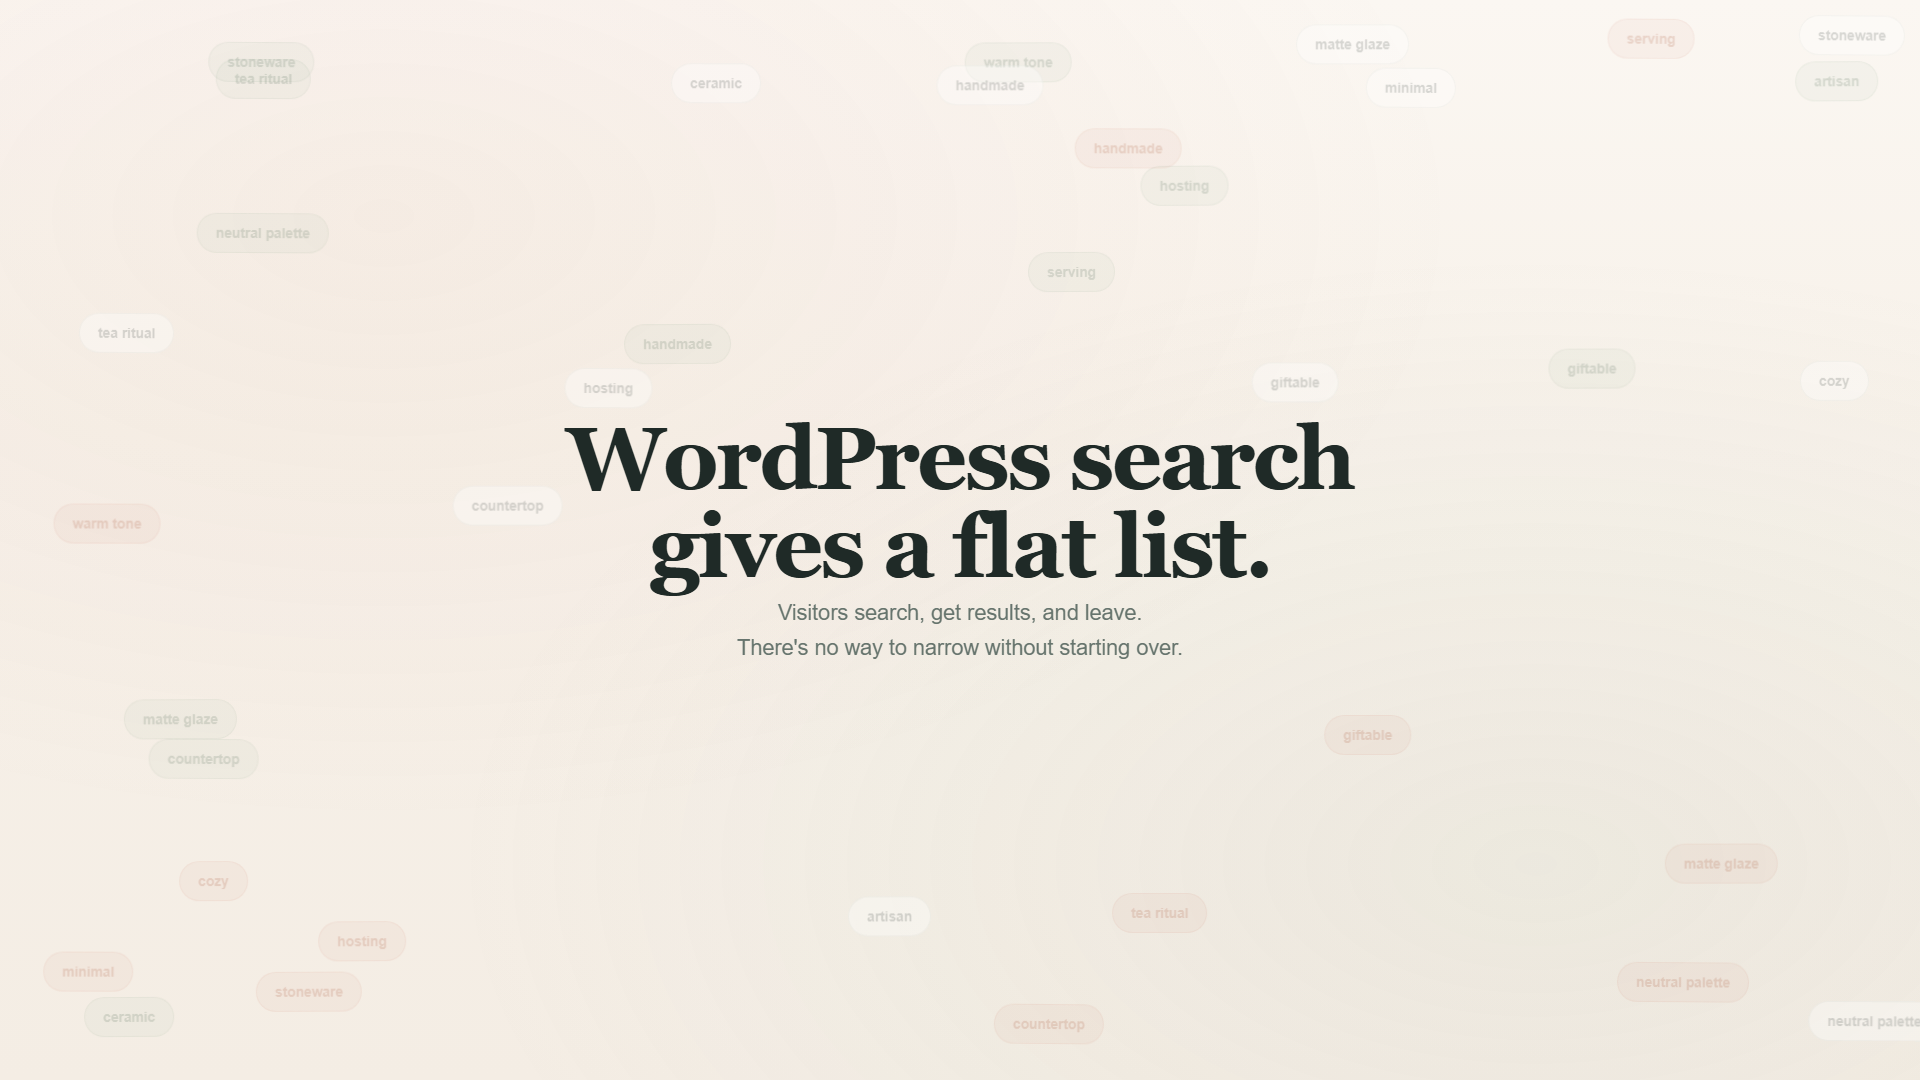 stoneware
tea ritual
ceramic
warm tone
handmade
matte glaze
minimal
serving
stoneware
artisan
handmade
hosting
neutral palette
serving
tea ritual
handmade
hosting
giftable
giftable
cozy
WordPress search
gives a flat list.
countertop
warm tone
Visitors search, get results, and leave.
There's no way to narrow without starting over.
matte glaze
countertop
giftable
matte glaze
cozy
artisan
tea ritual
hosting
minimal
stoneware
neutral palette
ceramic
countertop
neutral palette